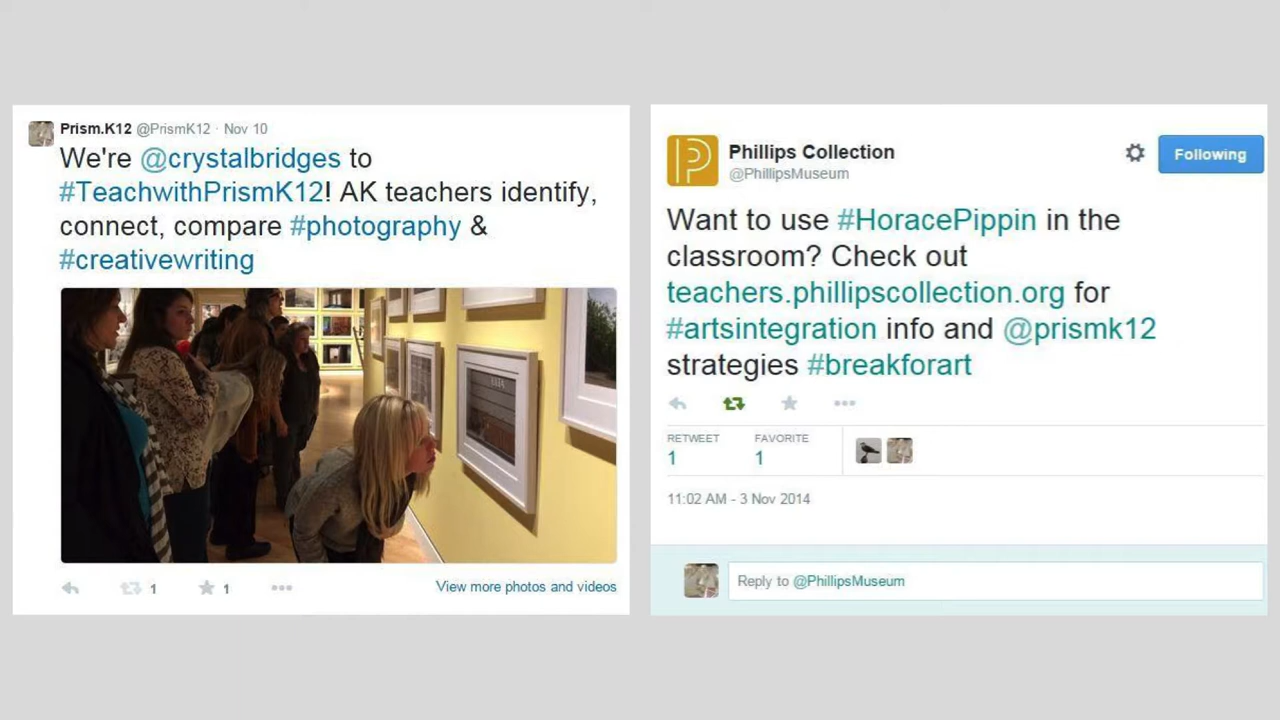 Prism.K12 @PrismK12 · Nov 10
We're @crystalbridges to
#TeachwithPrismK12! AK teachers identify,
connect, compare #photography &
#creativewriting
1 1 View more photos and videos
Phillips Collection
@PhillipsMuseum
Following
Want to use #HoracePippin in the
classroom? Check out
teachers.phillipscollection.org for
#artsintegration info and @prismk12
strategies #breakforart
RETWEET FAVORITE
1 1
11:02 AM - 3 Nov 2014
Reply to @PhillipsMuseum